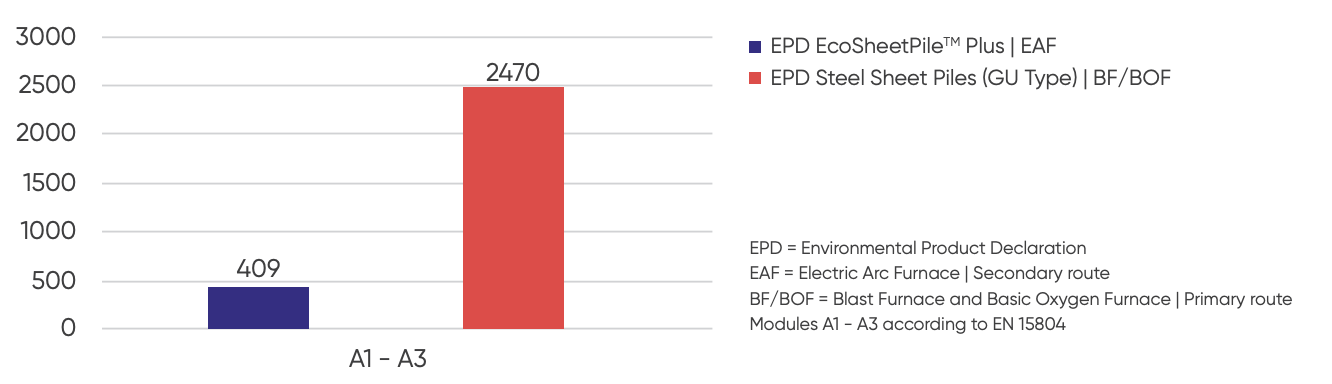 3000
2500
2000
1500
1000
500
0
409
2470
A1 - A3
EPD EcoSheetPile™ Plus | EAF
EPD Steel Sheet Piles (GU Type) | BF/BOF
EPD = Environmental Product Declaration
EAF = Electric Arc Furnace | Secondary route
BF/BOF = Blast Furnace and Basic Oxygen Furnace | Primary route
Modules A1 - A3 according to EN 15804